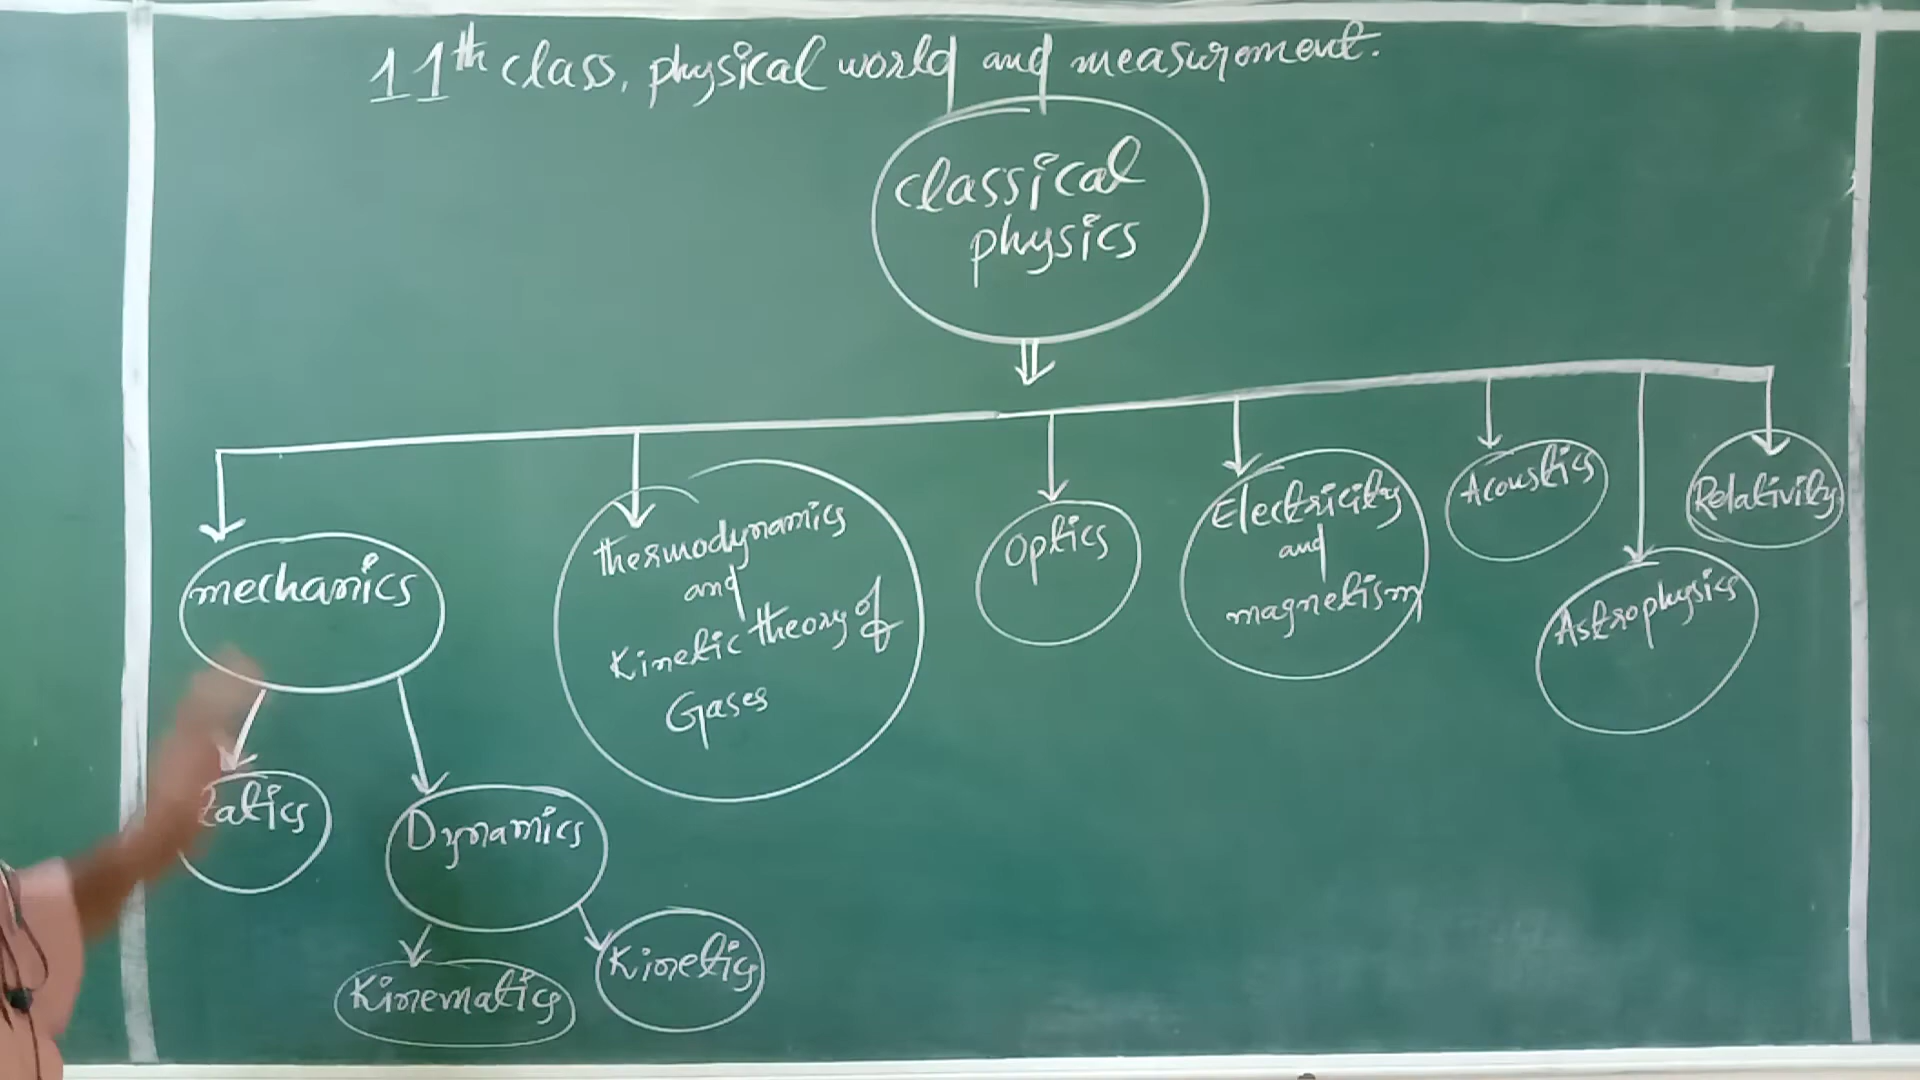 11th class, physical world and measurement.
classical
physics
mechanics
thermodynamics
and
Kinetic theory of
Gases
Optics
Electricity
and
magnetism
Acoustics
Astrophysics
Relativity
Dynamics
Kinematics
Kinetics